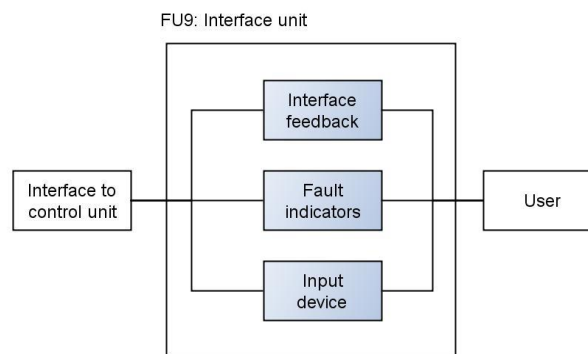 FU9: Interface unit
Interface
feedback
Interface to
control unit
Fault
indicators
User
Input
device